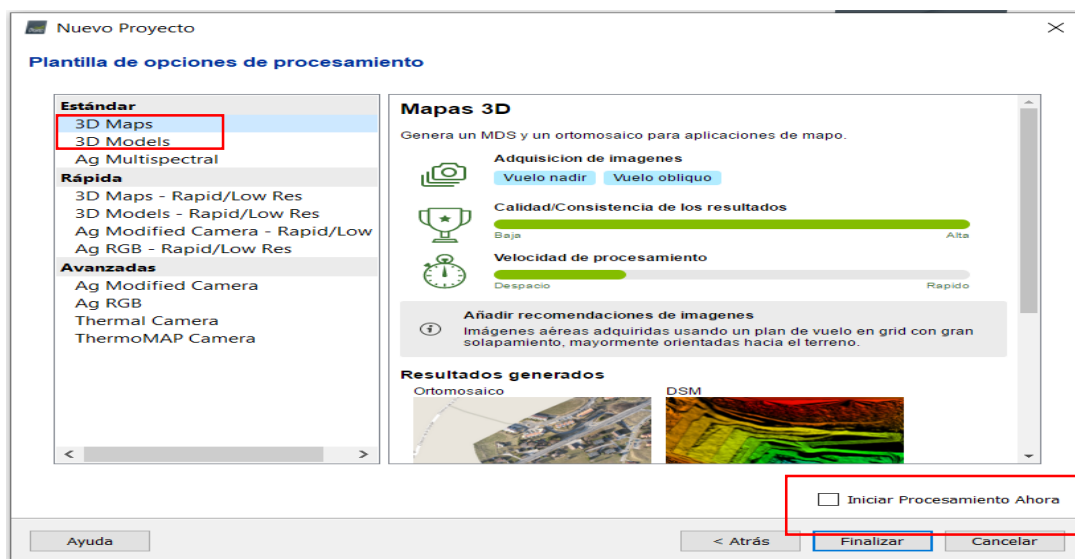 Nuevo Proyecto
Plantilla de opciones de procesamiento
Estándar
3D Maps
3D Models
Ag Multispectral
Rápida
3D Maps - Rapid/Low Res
3D Models - Rapid/Low Res
Ag Modified Camera - Rapid/Low
Ag RGB - Rapid/Low Res
Avanzadas
Ag Modified Camera
Ag RGB
Thermal Camera
ThermoMAP Camera
Mapas 3D
Genera un MDS y un ortomosaico para aplicaciones de mapo.
Adquisicion de imagenes
Vuelo nadir Vuelo obliquo
Calidad/Consistencia de los resultados
Baja Alta
Velocidad de procesamiento
Despacio Rapido
Añadir recomendaciones de imagenes
Imágenes aéreas adquiridas usando un plan de vuelo en grid con gran
solapamiento, mayormente orientadas hacia el terreno.
Resultados generados
Ortomosaico DSM
Iniciar Procesamiento Ahora
Ayuda < Atrás Finalizar Cancelar